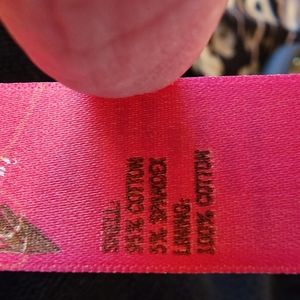 SHELL:
95% COTTON
5% SPANDEX
LINING:
100% COTTON